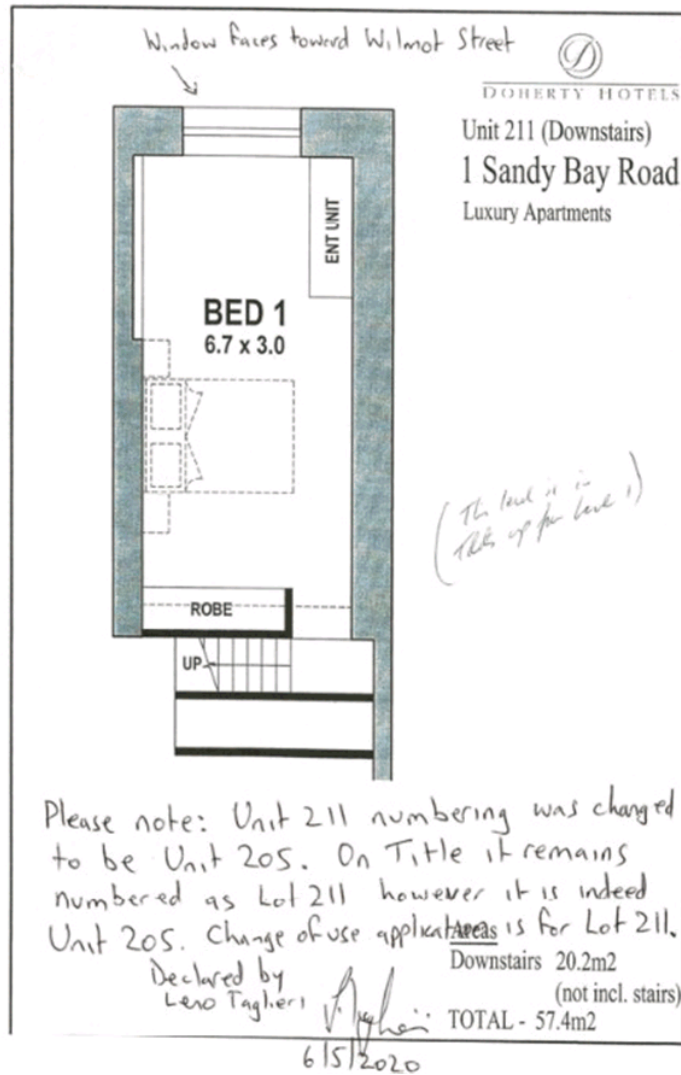 Window faces toward Wilmot Street
D
DOHERTY HOTELS
Unit 211 (Downstairs)
1 Sandy Bay Road
Luxury Apartments
ENT UNIT
BED 1
6.7 x 3.0
ROBE
UP
Please note: Unit 211 numbering was changed
to be Unit 205. On Title it remains
numbered as Lot 211 however it is indeed
Unit 205. Change of use application is for Lot 211.
Areas
Downstairs 20.2m2
(not incl. stairs)
TOTAL - 57.4m2
Declared by
Leno Taglieri
6/5/2020